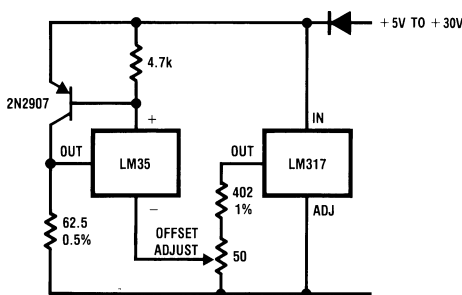 +5V TO +30V
4.7k
2N2907
+
IN
OUT
LM35
OUT
LM317
402
1%
ADJ
62.5
0.5%
−
OFFSET
ADJUST
50